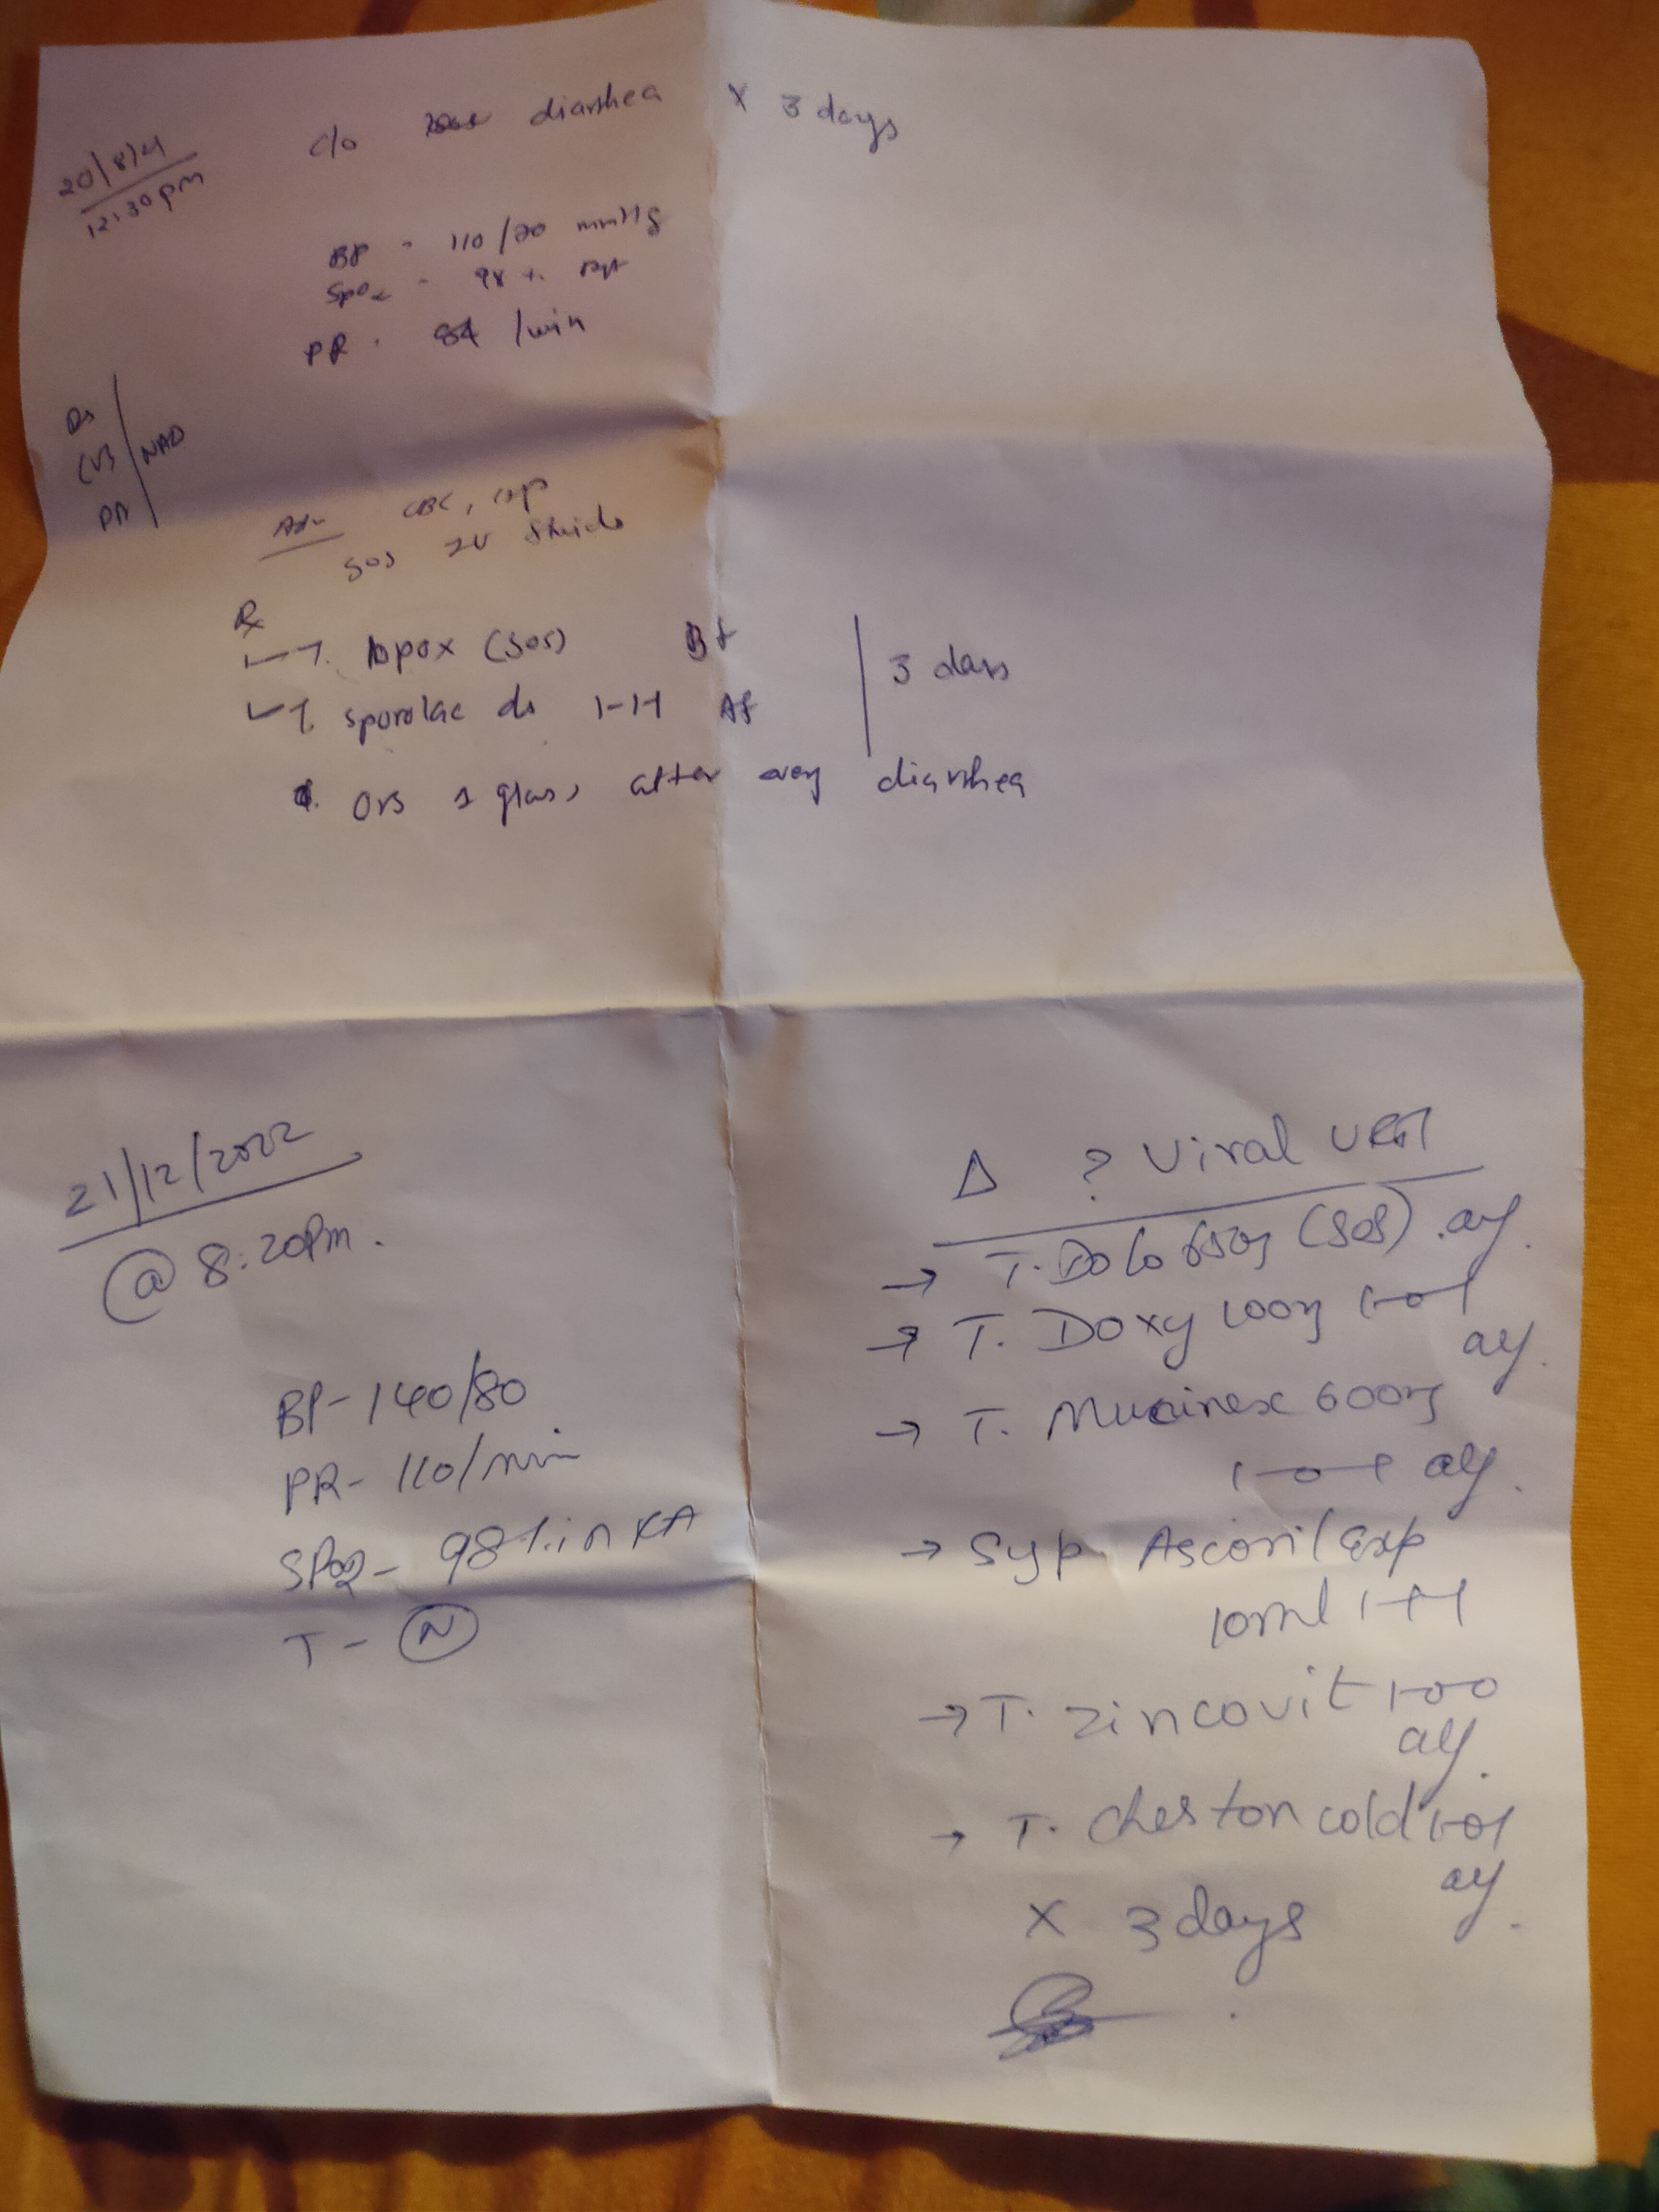 20/8/21
12:30pm
c/o diarrhea x 3 days
BP - 110/70 mmHg
SpO2 - 98 %
PR - 84 /min
RS
CVS
PA
NAD
Adv CBC, CRP
SOS IV fluids
Rx
T. lopox (SOS) BF
T. sporolac ds 1-1-1 AF
3 days
ORS 1 glass after every diarrhea
21/12/2022
@ 8:20pm.
BP- 140/80
PR- 110/min
SPO2- 98% in RA
T - N
Δ ? Viral URTI
→ T. Dolo 650mg (SOS). af.
→ T. Doxy 100mg 1-0-1
af.
→ T. Mucinex 600mg
1-0-1 af.
→ Syp Ascoril Exp
10ml 1-1-1
→ T. Zincovit 1-0-0
af.
→ T. Cheston cold 1-0-1
af.
x 3 days